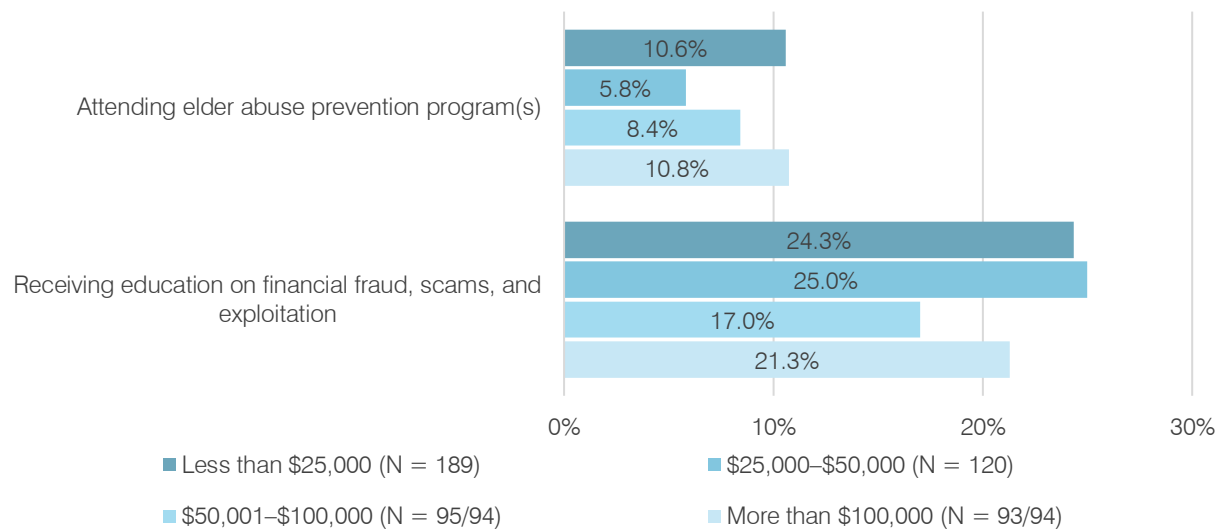 10.6%
5.8%
Attending elder abuse prevention program(s)
8.4%
10.8%
24.3%
Receiving education on financial fraud, scams, and
exploitation
25.0%
17.0%
21.3%
0% 10% 20% 30%
Less than $25,000 (N = 189) $25,000–$50,000 (N = 120)
$50,001–$100,000 (N = 95/94) More than $100,000 (N = 93/94)